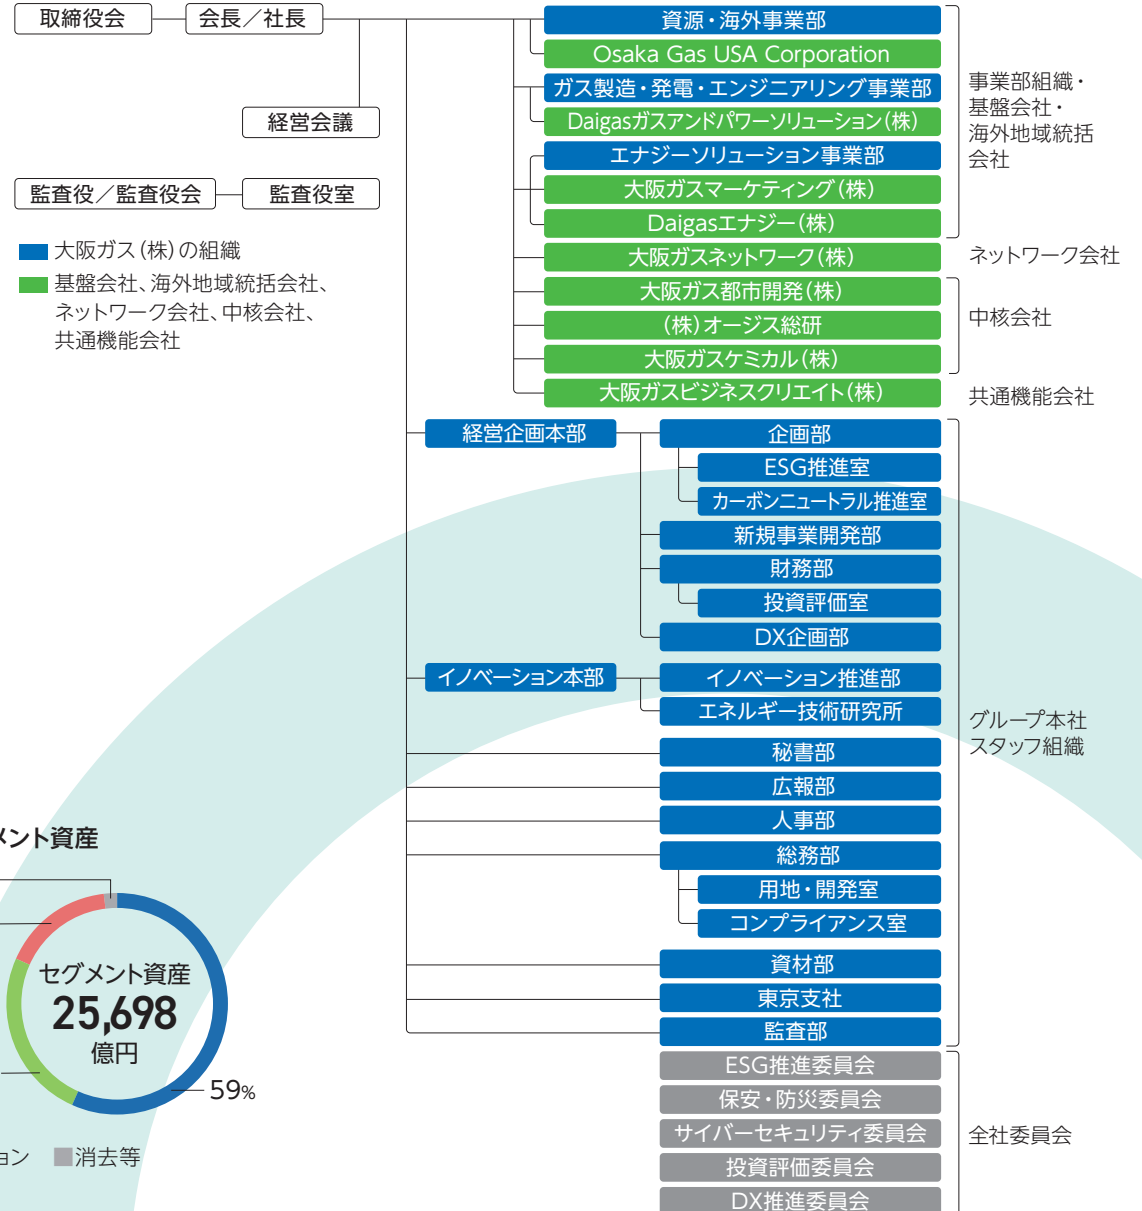 取締役会
会長／社長
経営会議
監査役／監査役会
監査役室
大阪ガス(株)の組織
基盤会社、海外地域統括会社、
ネットワーク会社、中核会社、
共通機能会社
資源・海外事業部
Osaka Gas USA Corporation
ガス製造・発電・エンジニアリング事業部
Daigasガスアンドパワーソリューション(株)
エナジーソリューション事業部
大阪ガスマーケティング(株)
Daigasエナジー(株)
大阪ガスネットワーク(株)
大阪ガス都市開発(株)
(株)オージス総研
大阪ガスケミカル(株)
大阪ガスビジネスクリエイト(株)
事業部組織・
基盤会社・
海外地域統括
会社
ネットワーク会社
中核会社
共通機能会社
経営企画本部
企画部
ESG推進室
カーボンニュートラル推進室
新規事業開発部
財務部
投資評価室
DX企画部
イノベーション本部
イノベーション推進部
エネルギー技術研究所
秘書部
広報部
人事部
総務部
用地・開発室
コンプライアンス室
資材部
東京支社
監査部
グループ本社
スタッフ組織
ESG推進委員会
保安・防災委員会
サイバーセキュリティ委員会
投資評価委員会
DX推進委員会
全社委員会
メント資産
セグメント資産
25,698
億円
59%
ョン
消去等